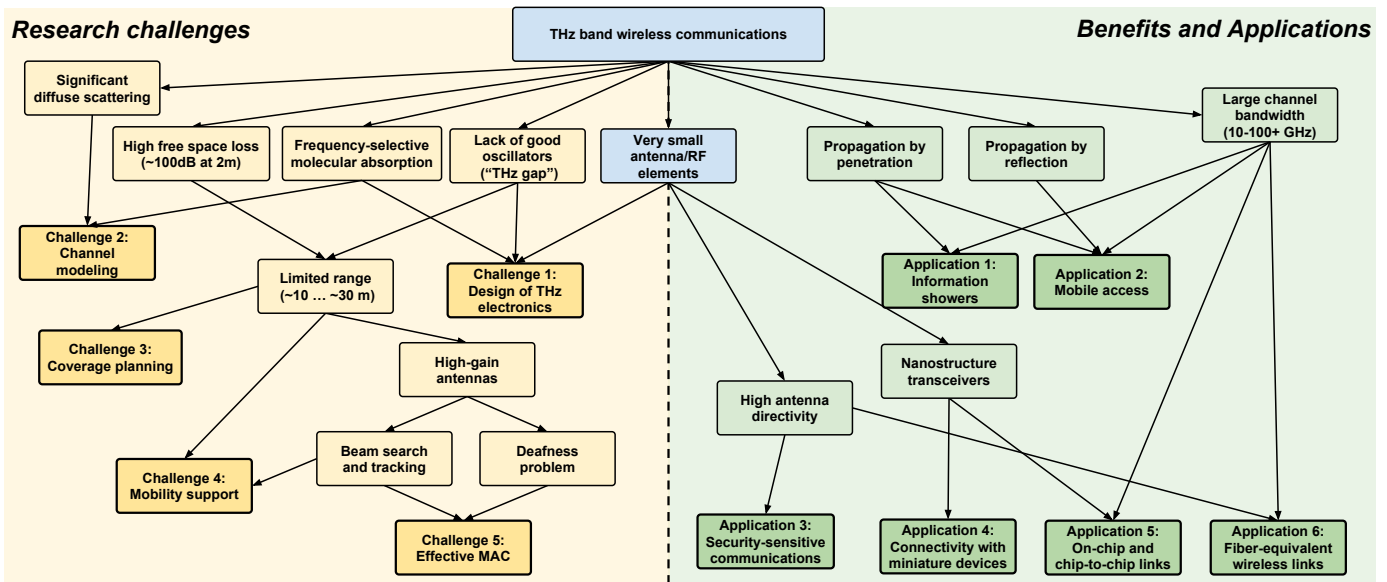 Research challenges
THz band wireless communications
Benefits and Applications
Significant
diffuse scattering
Large channel
bandwidth
(10-100+ GHz)
High free space loss
(~100dB at 2m)
Frequency-selective
molecular absorption
Lack of good
oscillators
(“THz gap”)
Very small
antenna/RF
elements
Propagation by
penetration
Propagation by
reflection
Challenge 2:
Channel
modeling
Limited range
(~10 … ~30 m)
Challenge 1:
Design of THz
electronics
Application 1:
Information
showers
Application 2:
Mobile access
Challenge 3:
Coverage planning
High-gain
antennas
Nanostructure
transceivers
High antenna
directivity
Beam search
and tracking
Deafness
problem
Challenge 4:
Mobility support
Challenge 5:
Effective MAC
Application 3:
Security-sensitive
communications
Application 4:
Connectivity with
miniature devices
Application 5:
On-chip and
chip-to-chip links
Application 6:
Fiber-equivalent
wireless links